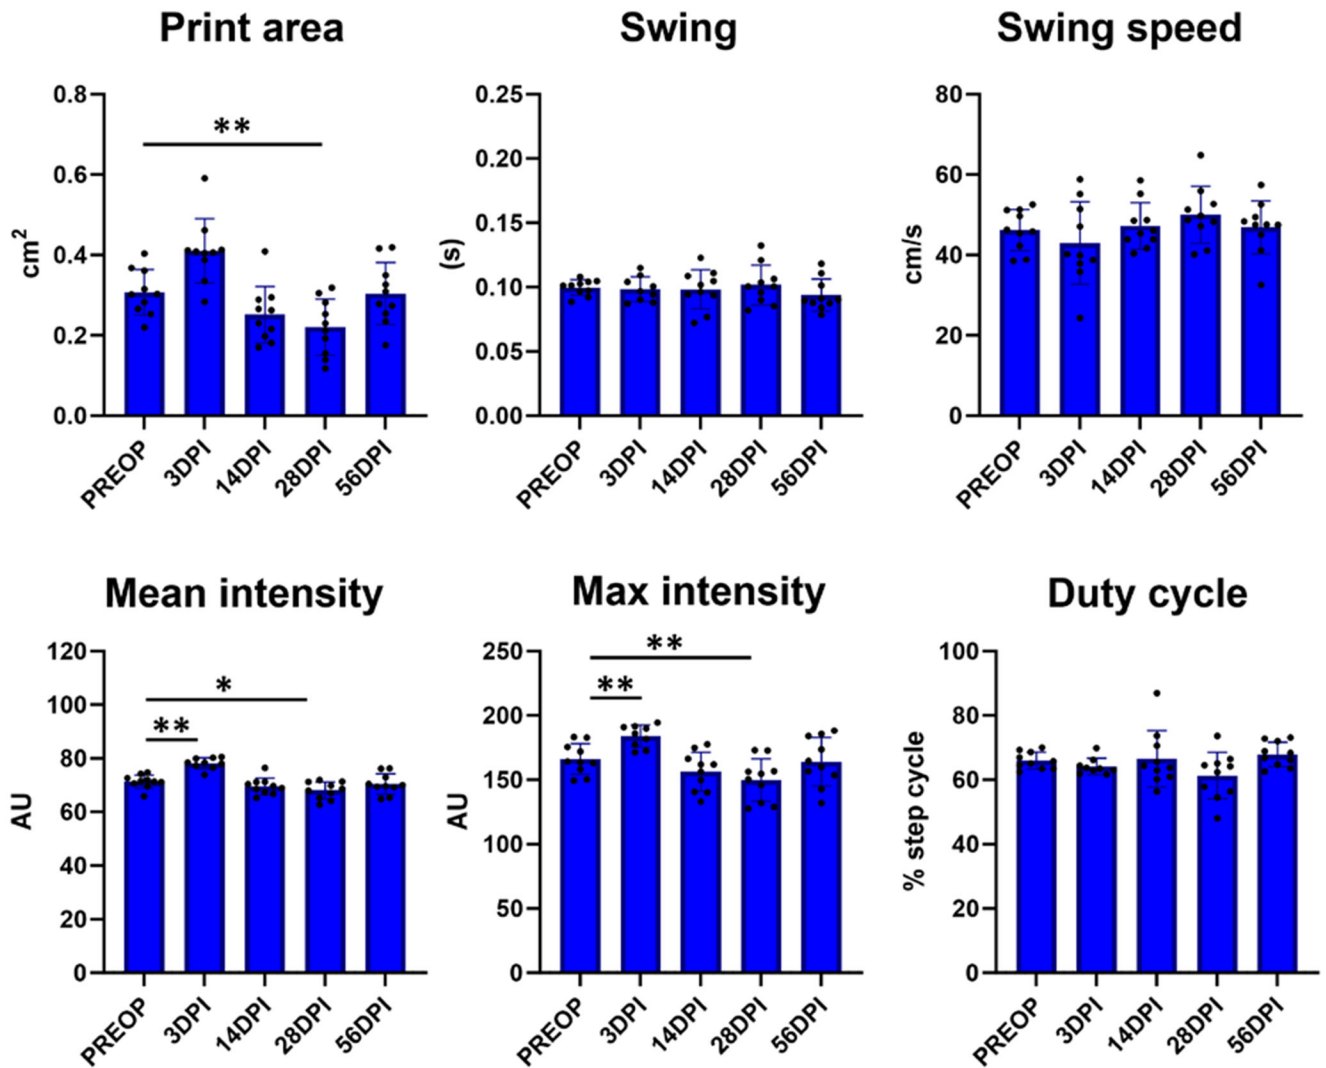 Print area
0.8
0.6
0.4
0.2
0.0
cm2
**
PREOP
3DPI
14DPI
28DPI
56DPI
Swing
0.25
0.20
0.15
0.10
0.05
0.00
(s)
PREOP
3DPI
14DPI
28DPI
56DPI
Swing speed
80
60
40
20
0
cm/s
PREOP
3DPI
14DPI
28DPI
56DPI
Mean intensity
120
100
80
60
40
20
0
AU
*
**
PREOP
3DPI
14DPI
28DPI
56DPI
Max intensity
250
200
150
100
50
0
AU
**
**
PREOP
3DPI
14DPI
28DPI
56DPI
Duty cycle
100
80
60
40
20
0
% step cycle
PREOP
3DPI
14DPI
28DPI
56DPI